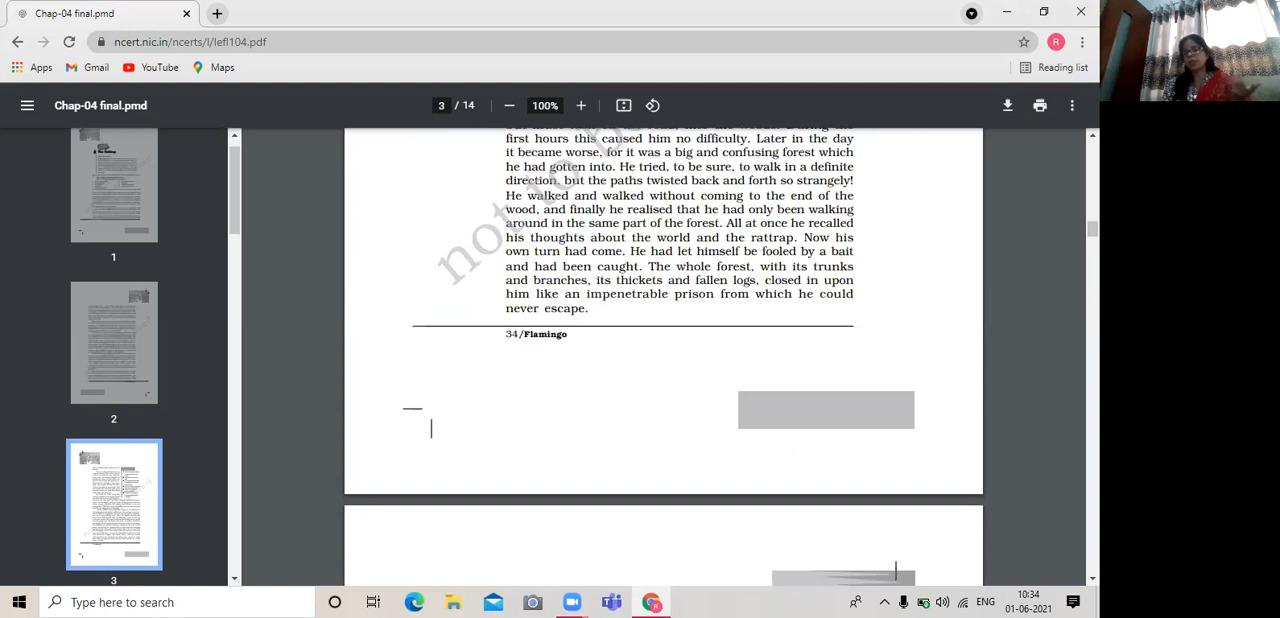 Chap-04 final.pmd
ncert.nic.in/ncerts/l/lefl104.pdf
R
Apps
Gmail
YouTube
Maps
Reading list
Chap-04 final.pmd
3 / 14
100%
first hours this caused him no difficulty. Later in the day
it became worse, for it was a big and confusing forest which
he had gotten into. He tried, to be sure, to walk in a definite
direction, but the paths twisted back and forth so strangely!
He walked and walked without coming to the end of the
wood, and finally he realised that he had only been walking
around in the same part of the forest. All at once he recalled
his thoughts about the world and the rattrap. Now his
own turn had come. He had let himself be fooled by a bait
and had been caught. The whole forest, with its trunks
and branches, its thickets and fallen logs, closed in upon
him like an impenetrable prison from which he could
never escape.
34/Flamingo
not to b
1
2
3
Type here to search
ENG
10:34
01-06-2021